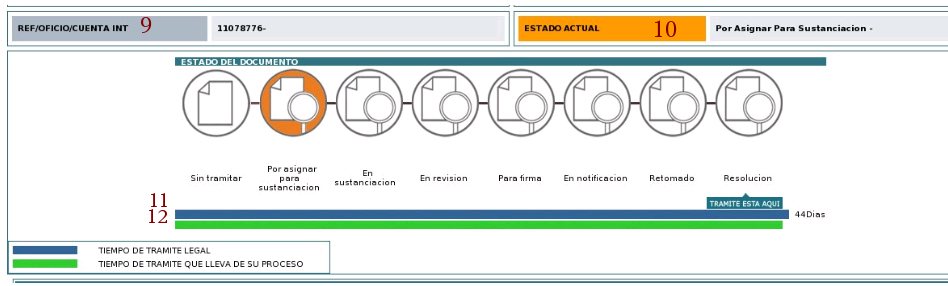 REF/OFICIO/CUENTA INT 9 11078776- ESTADO ACTUAL 10 Por Asignar Para Sustanciacion -
ESTADO DEL DOCUMENTO
Sin tramitar
Por asignar
para
sustanciacion
En
sustanciacion
En revision
Para firma
En notificacion
Retomado
Resolucion
TRAMITE ESTA AQUI
11
12
44Dias
TIEMPO DE TRAMITE LEGAL
TIEMPO DE TRAMITE QUE LLEVA DE SU PROCESO